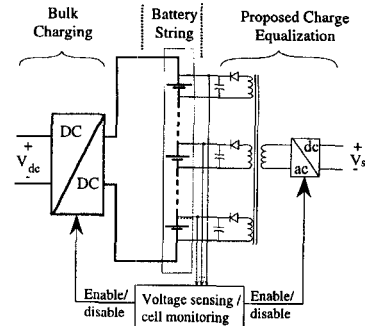 Bulk
Charging
Battery
String
Proposed Charge
Equalization
DC
DC
+
V_dc
-
dc
ac
+
V_s
-
Enable/
disable
Voltage sensing /
cell monitoring
Enable/
disable